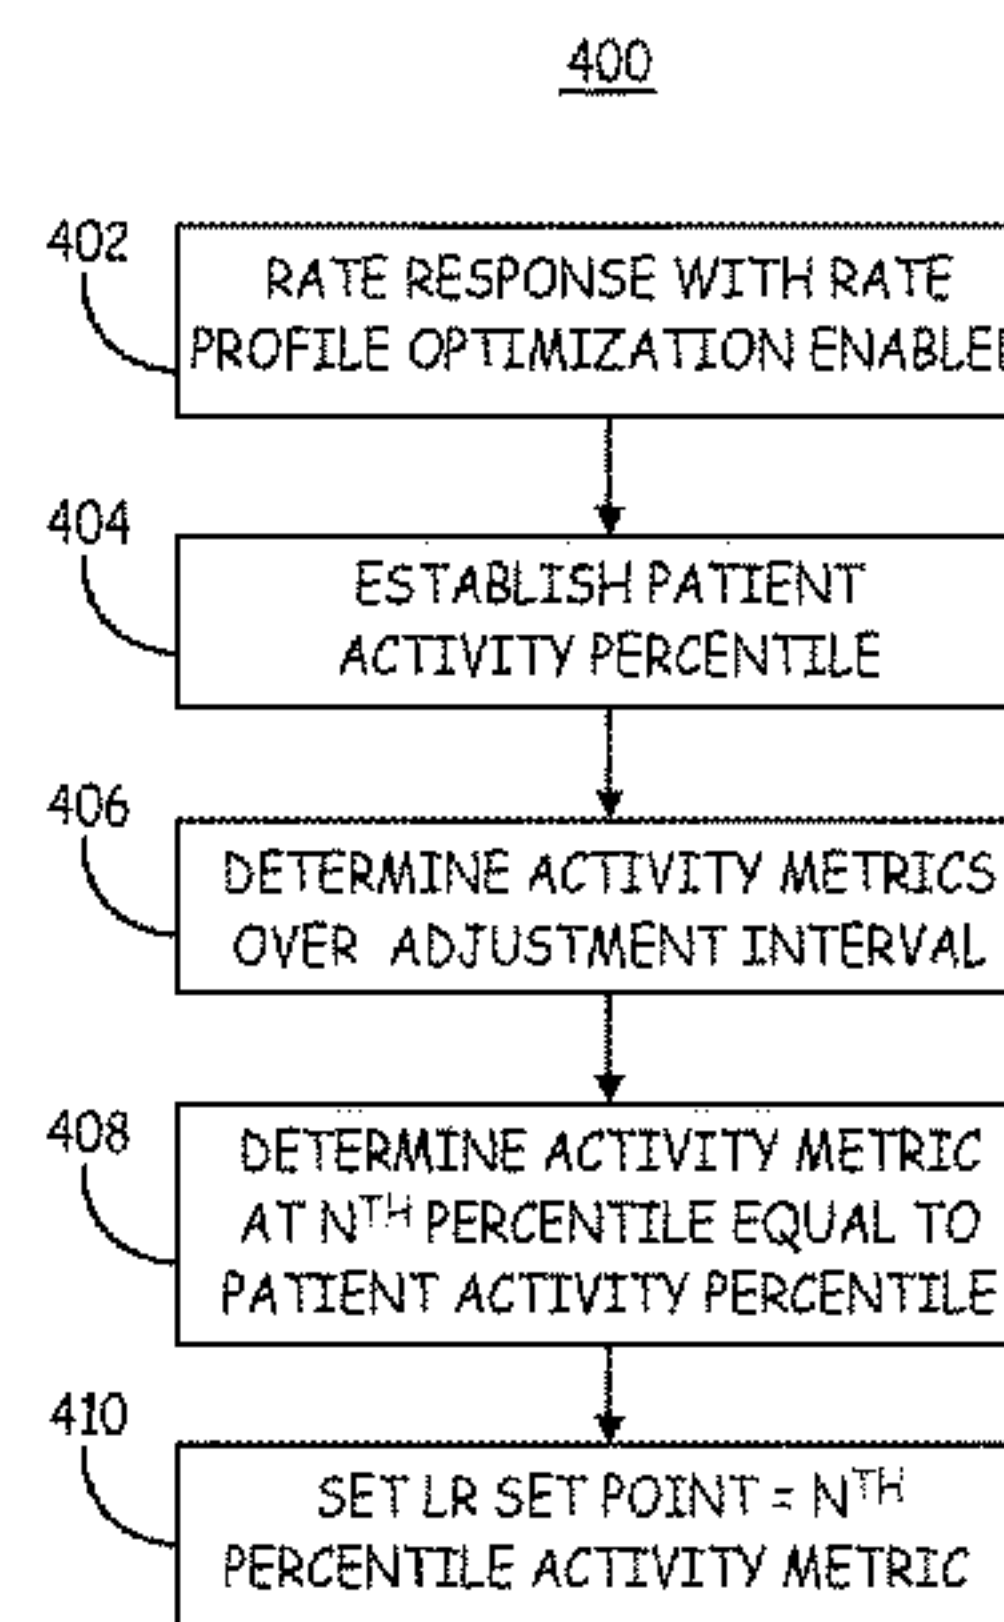 400
402
RATE RESPONSE WITH RATE
PROFILE OPTIMIZATION ENABLED
404
ESTABLISH PATIENT
ACTIVITY PERCENTILE
406
DETERMINE ACTIVITY METRICS
OVER ADJUSTMENT INTERVAL
408
DETERMINE ACTIVITY METRIC
AT NTH PERCENTILE EQUAL TO
PATIENT ACTIVITY PERCENTILE
410
SET LR SET POINT = NTH
PERCENTILE ACTIVITY METRIC